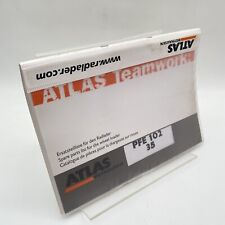 ATLAS
www.radlader.com
ATLAS Teamwork.
Ersatzteilliste für den Radlader
Spare parts list for the wheel loader
Catalogue de pièces pour la chargeuse sur roues
PFE 102
35
ATLAS